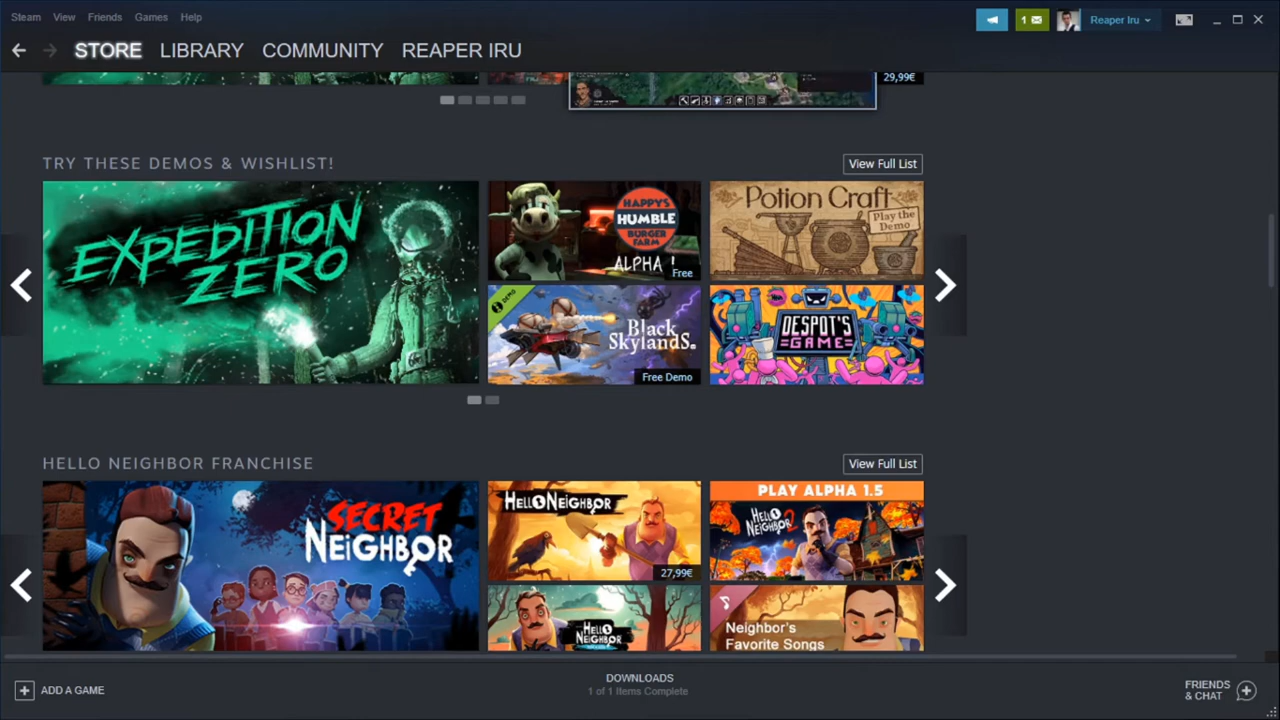 Steam View Friends Games Help
1
Reaper Iru
STORE LIBRARY COMMUNITY REAPER IRU
29,99€
TRY THESE DEMOS & WISHLIST!
View Full List
EXPEDITION
ZERO
HAPPY'S
HUMBLE
BURGER
FARM
ALPHA
Free
Potion Craft
Play the
Demo
DEMO
Black
Skylands.
Free Demo
DESPOT'S
GAME
HELLO NEIGHBOR FRANCHISE
View Full List
SECRET
NEiGHBOR
HELLO NEIGHBOR
27,99€
PLAY ALPHA 1.5
HELLO
NEIGHBOR 2
HELLO
NEIGHBOR
Neighbor's
Favorite Songs
ADD A GAME
DOWNLOADS
1 of 1 Items Complete
FRIENDS
& CHAT